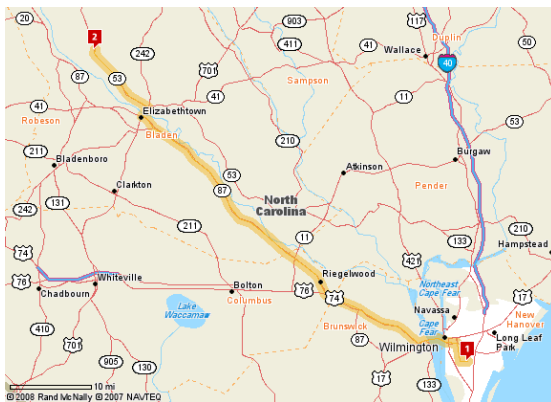 20
903
117
Duplin
2
242
411
41
41
50
Wallace
40
53
87
701
Sampson
11
41
41
Elizabethtown
Robeson
Bladen
53
210
211
Bladenboro
Atkinson
Burgaw
Clarkton
53
87
North
Carolina
Pender
242
131
211
11
210
133
Hampstead
74
421
76
Whiteville
Riegelwood
Northeast
Cape Fear
Chadbourn
Bolton
76
74
17
Columbus
Lake
Waccamaw
Navassa
New
Hanover
410
Brunswick
Cape
Fear
Long Leaf
Park
701
87
Wilmington
1
905
130
17
133
10 mi
©2008 Rand McNally ©2007 NAVTEQ